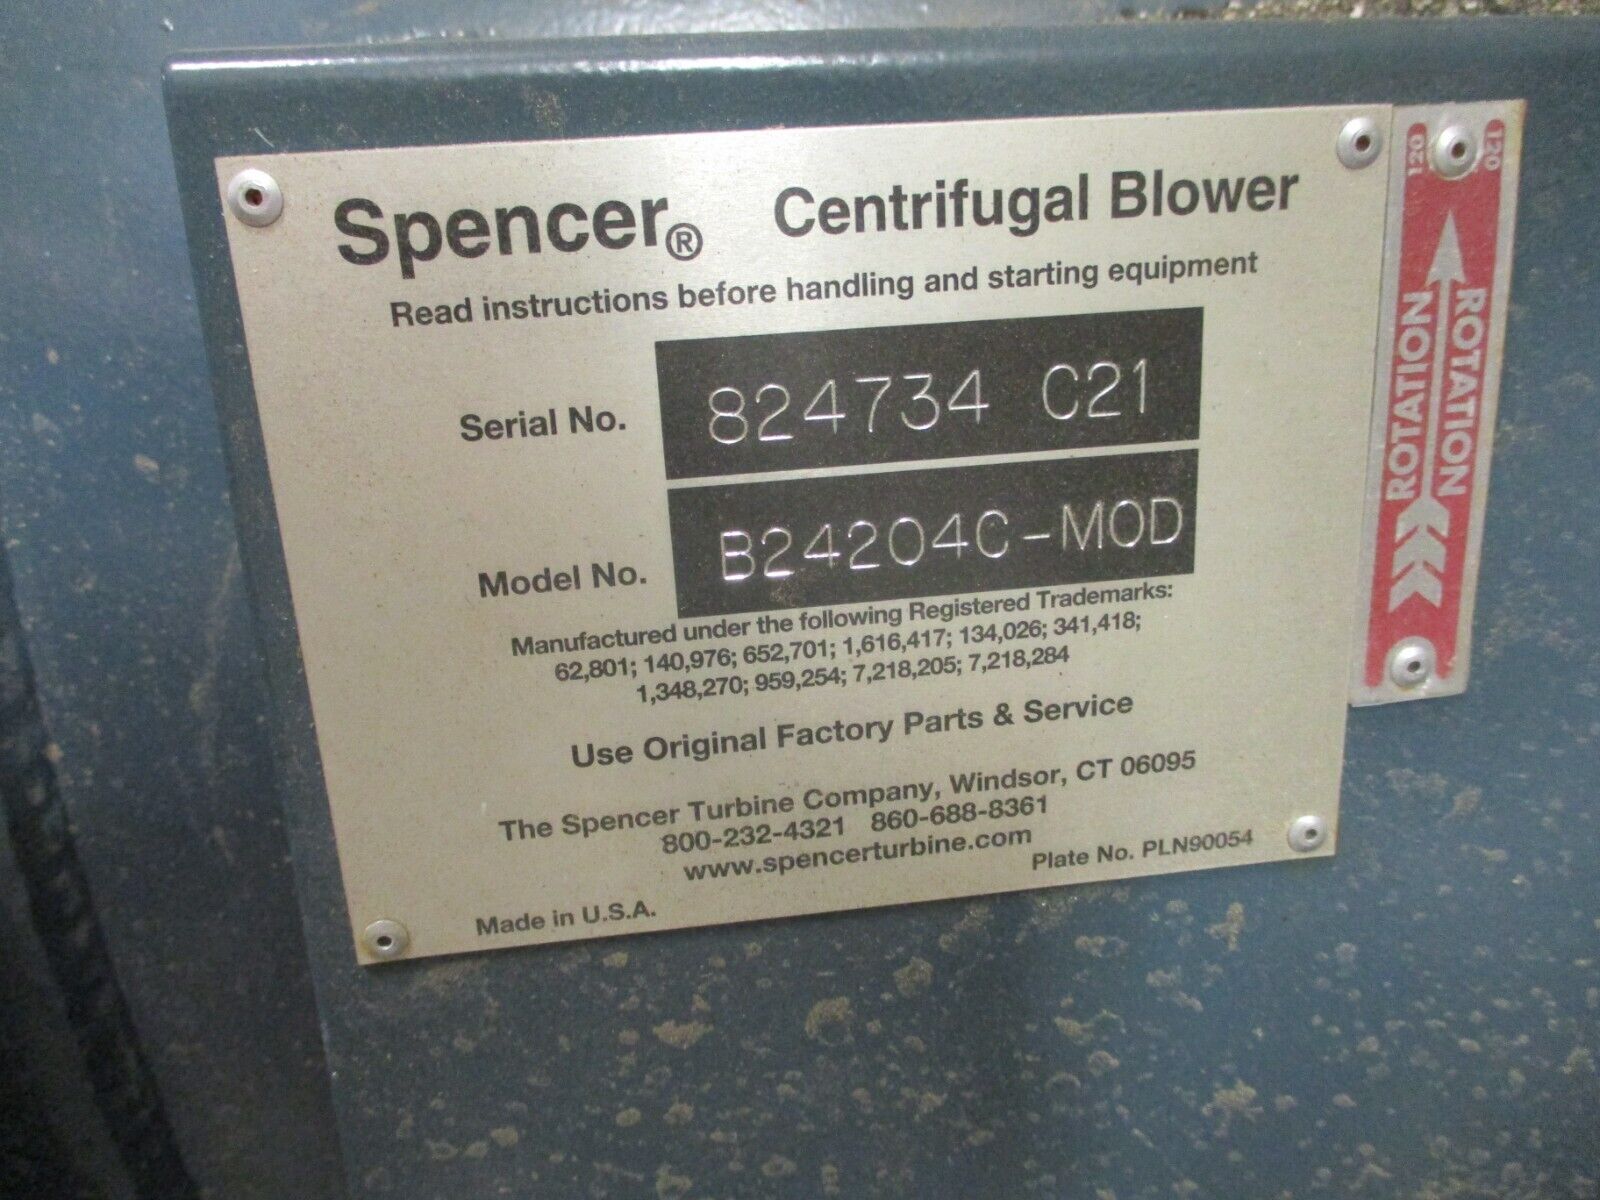 Spencer® Centrifugal Blower
Read instructions before handling and starting equipment
Serial No. 824734 C21
Model No. B24204C-MOD
Manufactured under the following Registered Trademarks:
62,801; 140,976; 652,701; 1,616,417; 134,026; 341,418;
1,348,270; 959,254; 7,218,205; 7,218,284
Use Original Factory Parts & Service
The Spencer Turbine Company, Windsor, CT 06095
800-232-4321 860-688-8361
www.spencerturbine.com
Plate No. PLN90054
Made in U.S.A.
120
120
ROTATION
ROTATION